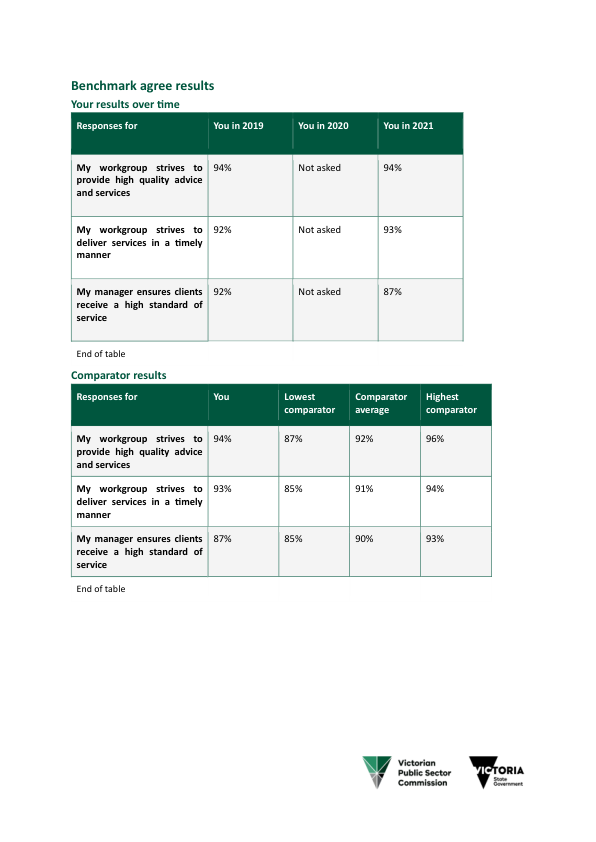 Benchmark agree results
Your results over time
Responses for You in 2019 You in 2020 You in 2021
My workgroup strives to 94% Not asked 94%
provide high quality advice
and services
My workgroup strives to 92% Not asked 93%
deliver services in a timely
manner
My manager ensures clients 92% Not asked 87%
receive a high standard of
service
End of table
Comparator results
Responses for You Lowest Comparator Highest
comparator average comparator
My workgroup strives to 94% 87% 92% 96%
provide high quality advice
and services
My workgroup strives to 93% 85% 91% 94%
deliver services in a timely
manner
My manager ensures clients 87% 85% 90% 93%
receive a high standard of
service
End of table
Victorian
Public Sector
Commission
VICTORIA
State
Government